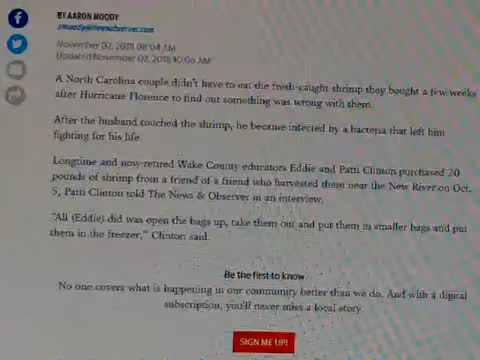 BY AARON MOODY
amoody@newsobserver.com
November 02, 2018 08:04 AM
Updated November 02, 2018 10:06 AM
A North Carolina couple didn't have to eat the fresh-caught shrimp they bought a few weeks
after Hurricane Florence to find out something was wrong with them.
After the husband touched the shrimp, he became infected by a bacteria that left him
fighting for his life.
Longtime and now-retired Wake County educators Eddie and Patti Clinton purchased 20
pounds of shrimp from a friend of a friend who harvested them near the New River on Oct.
5, Patti Clinton told The News & Observer in an interview.
"All (Eddie) did was open the bags up, take them out and put them in smaller bags and put
them in the freezer," Clinton said.
Be the first to know
No one covers what is happening in our community better than we do. And with a digital
subscription, you'll never miss a local story.
SIGN ME UP!